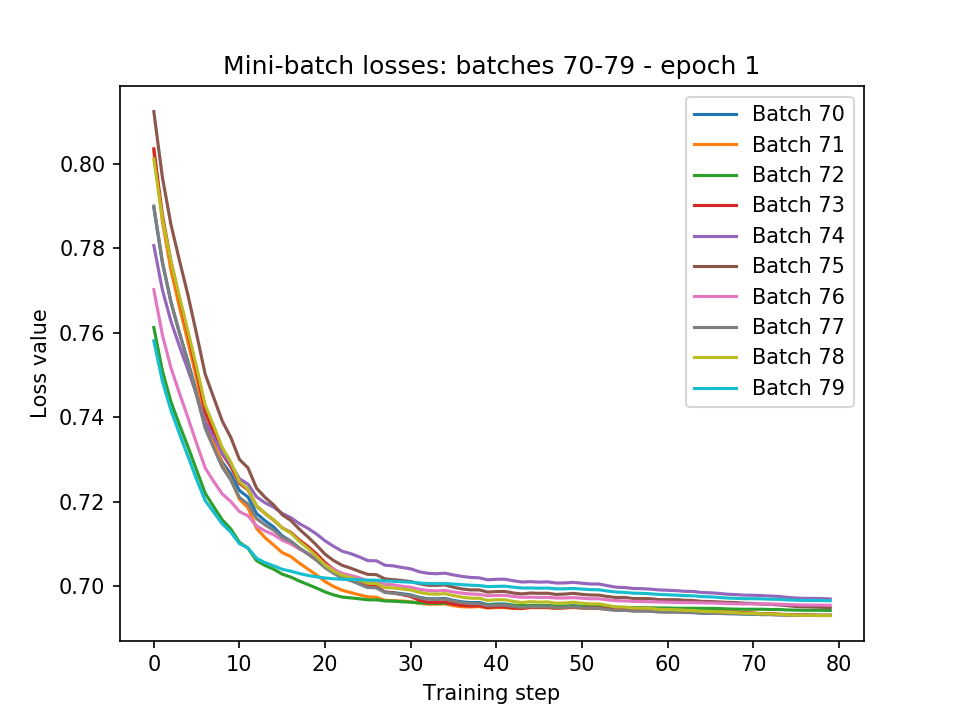 Mini-batch losses: batches 70-79 - epoch 1
Loss value
0.80
0.78
0.76
0.74
0.72
0.70
Batch 70
Batch 71
Batch 72
Batch 73
Batch 74
Batch 75
Batch 76
Batch 77
Batch 78
Batch 79
0 10 20 30 40 50 60 70 80
Training step